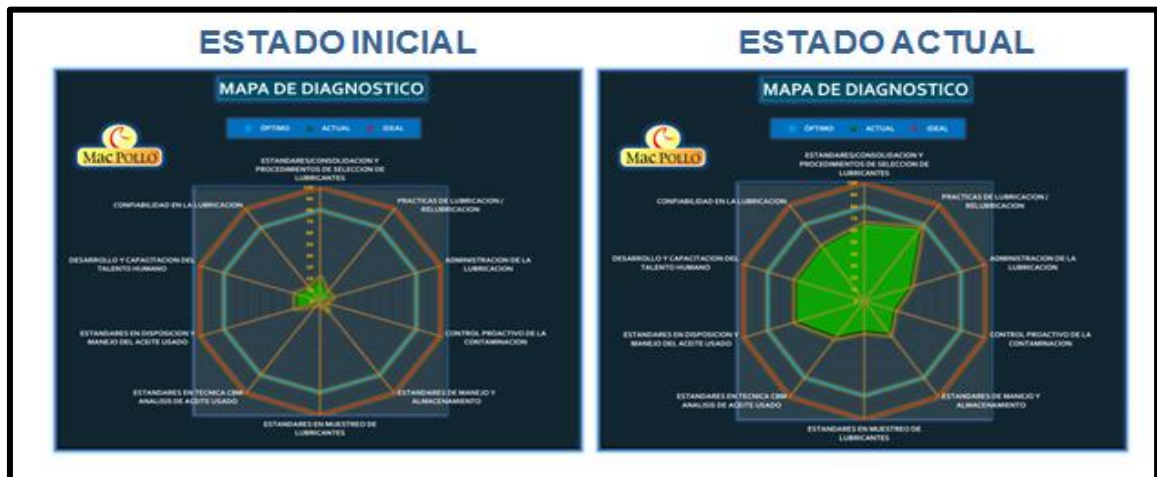 ESTADO INICIAL
MAPA DE DIAGNOSTICO
ÓPTIMO ACTUAL IDEAL
Mac POLLO
ESTANDARES/CONSOLIDACION Y
PROCEDIMIENTOS DE SELECCION DE
LUBRICANTES
CONFIABILIDAD EN LA LUBRICACION
PRACTICAS DE LUBRICACION /
RELUBRICACION
DESARROLLO Y CAPACITACION DEL
TALENTO HUMANO
ADMINISTRACION DE LA
LUBRICACION
ESTANDARES EN DISPOSICION Y
MANEJO DEL ACEITE USADO
CONTROL PROACTIVO DE LA
CONTAMINACION
ESTANDARES EN TECNICA CBM
ANALISIS DE ACEITE USADO
ESTANDARES DE MANEJO Y
ALMACENAMIENTO
ESTANDARES EN MUESTREO DE
LUBRICANTES
ESTADO ACTUAL
MAPA DE DIAGNOSTICO
ÓPTIMO ACTUAL IDEAL
Mac POLLO
ESTANDARES/CONSOLIDACION Y
PROCEDIMIENTOS DE SELECCION DE
LUBRICANTES
CONFIABILIDAD EN LA LUBRICACION
PRACTICAS DE LUBRICACION /
RELUBRICACION
DESARROLLO Y CAPACITACION DEL
TALENTO HUMANO
ADMINISTRACION DE LA
LUBRICACION
ESTANDARES EN DISPOSICION Y
MANEJO DEL ACEITE USADO
CONTROL PROACTIVO DE LA
CONTAMINACION
ESTANDARES EN TECNICA CBM
ANALISIS DE ACEITE USADO
ESTANDARES DE MANEJO Y
ALMACENAMIENTO
ESTANDARES EN MUESTREO DE
LUBRICANTES